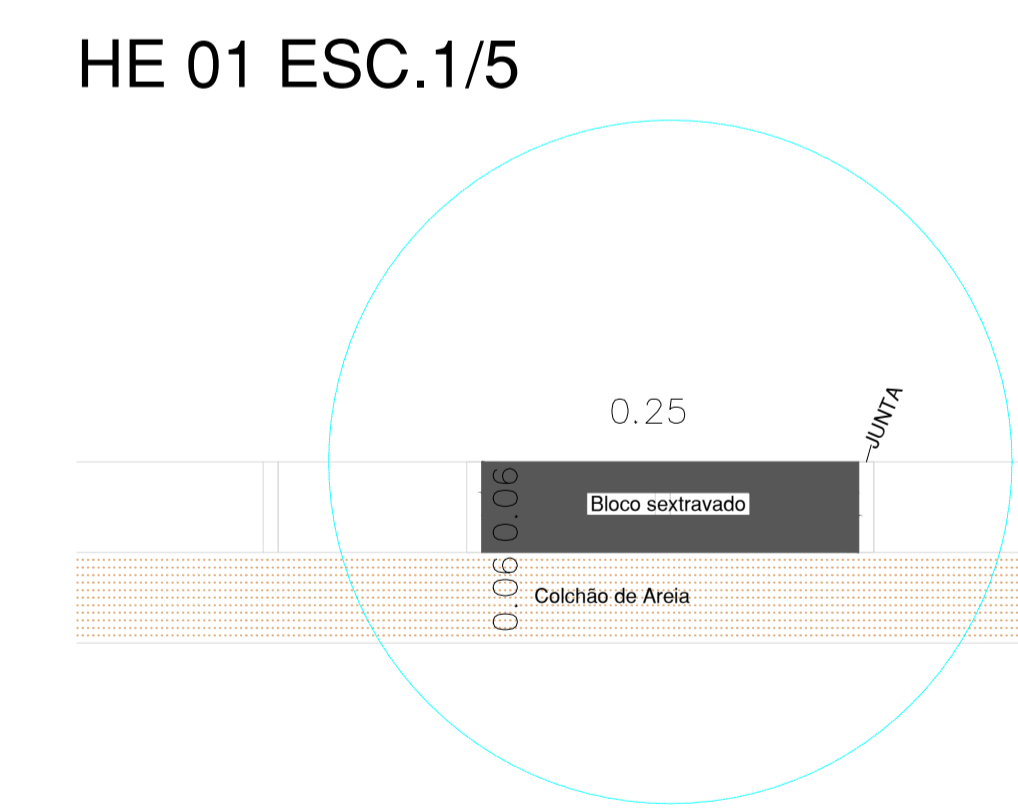 HE 01 ESC.1/5
0.25
JUNTA
0.06
Bloco sextravado
0.06
Colchão de Areia